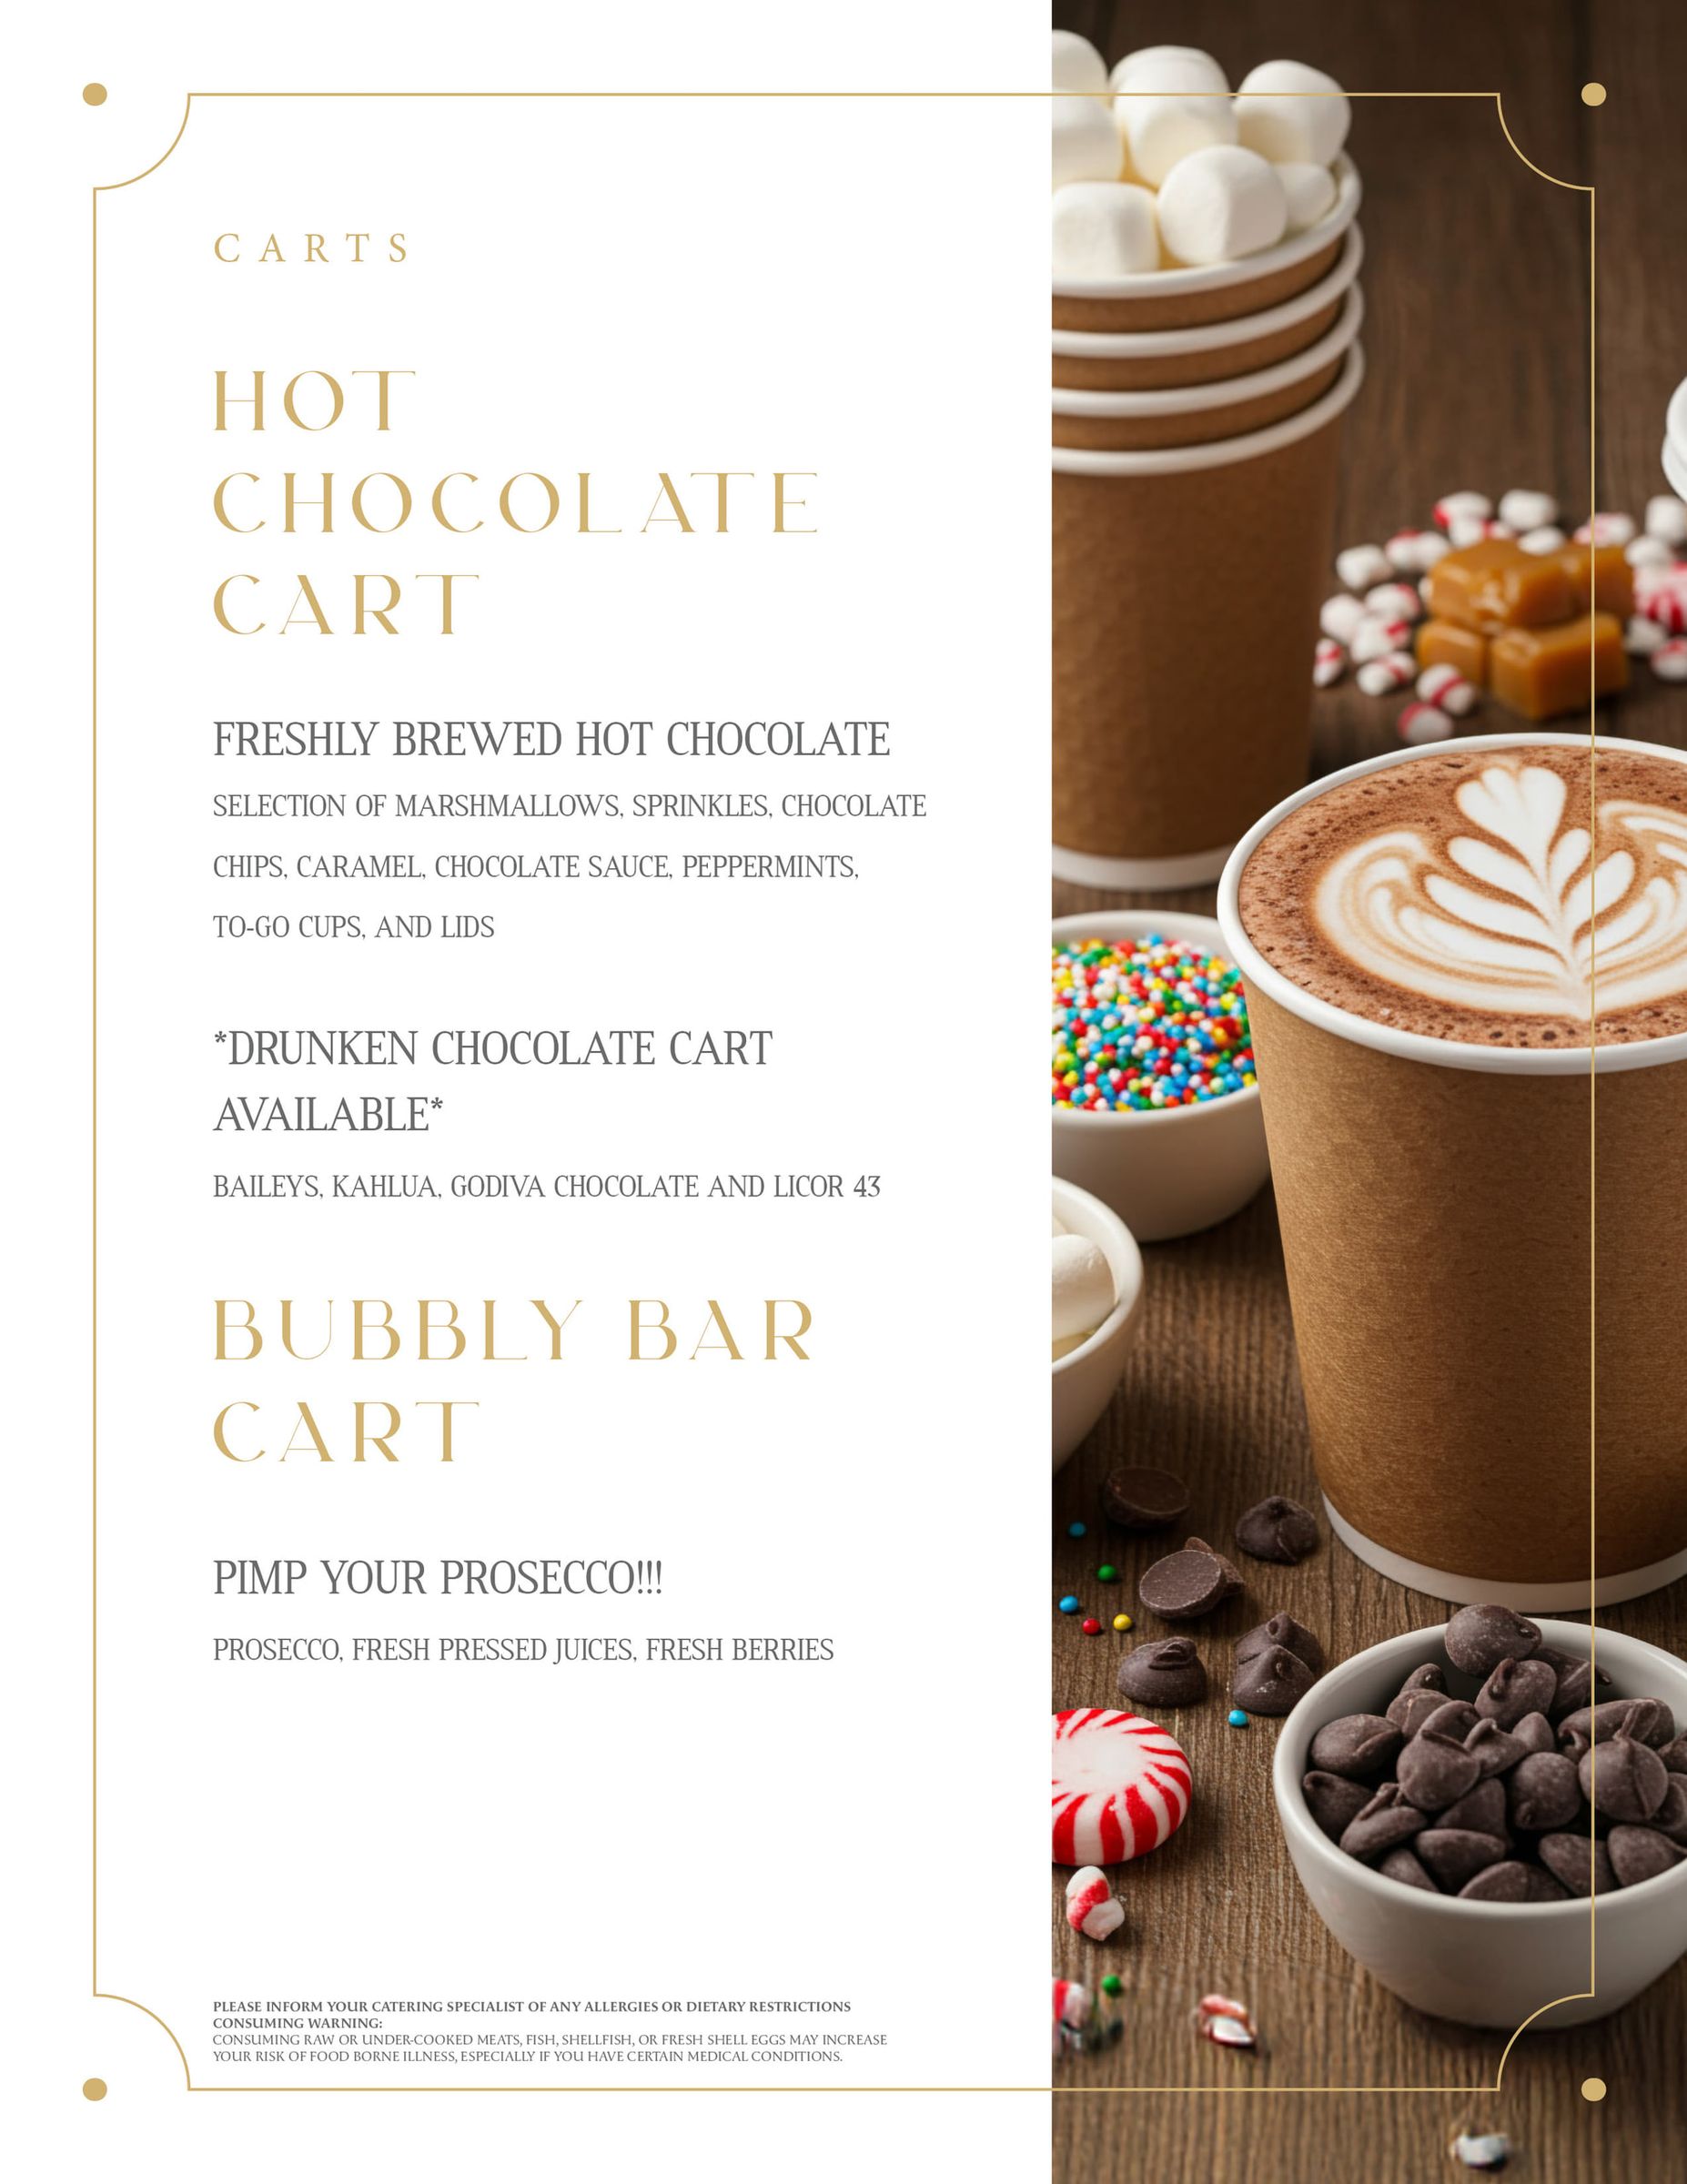 CARTS
HOT
CHOCOLATE
CART
FRESHLY BREWED HOT CHOCOLATE
SELECTION OF MARSHMALLOWS, SPRINKLES, CHOCOLATE
CHIPS, CARAMEL, CHOCOLATE SAUCE, PEPPERMINTS,
TO-GO CUPS, AND LIDS
*DRUNKEN CHOCOLATE CART
AVAILABLE*
BAILEYS, KAHLUA, GODIVA CHOCOLATE AND LICOR 43
BUBBLY BAR
CART
PIMP YOUR PROSECCO!!!
PROSECCO, FRESH PRESSED JUICES, FRESH BERRIES
PLEASE INFORM YOUR CATERING SPECIALIST OF ANY ALLERGIES OR DIETARY RESTRICTIONS
CONSUMING WARNING:
CONSUMING RAW OR UNDER-COOKED MEATS, FISH, SHELLFISH, OR FRESH SHELL EGGS MAY INCREASE
YOUR RISK OF FOOD BORNE ILLNESS, ESPECIALLY IF YOU HAVE CERTAIN MEDICAL CONDITIONS.